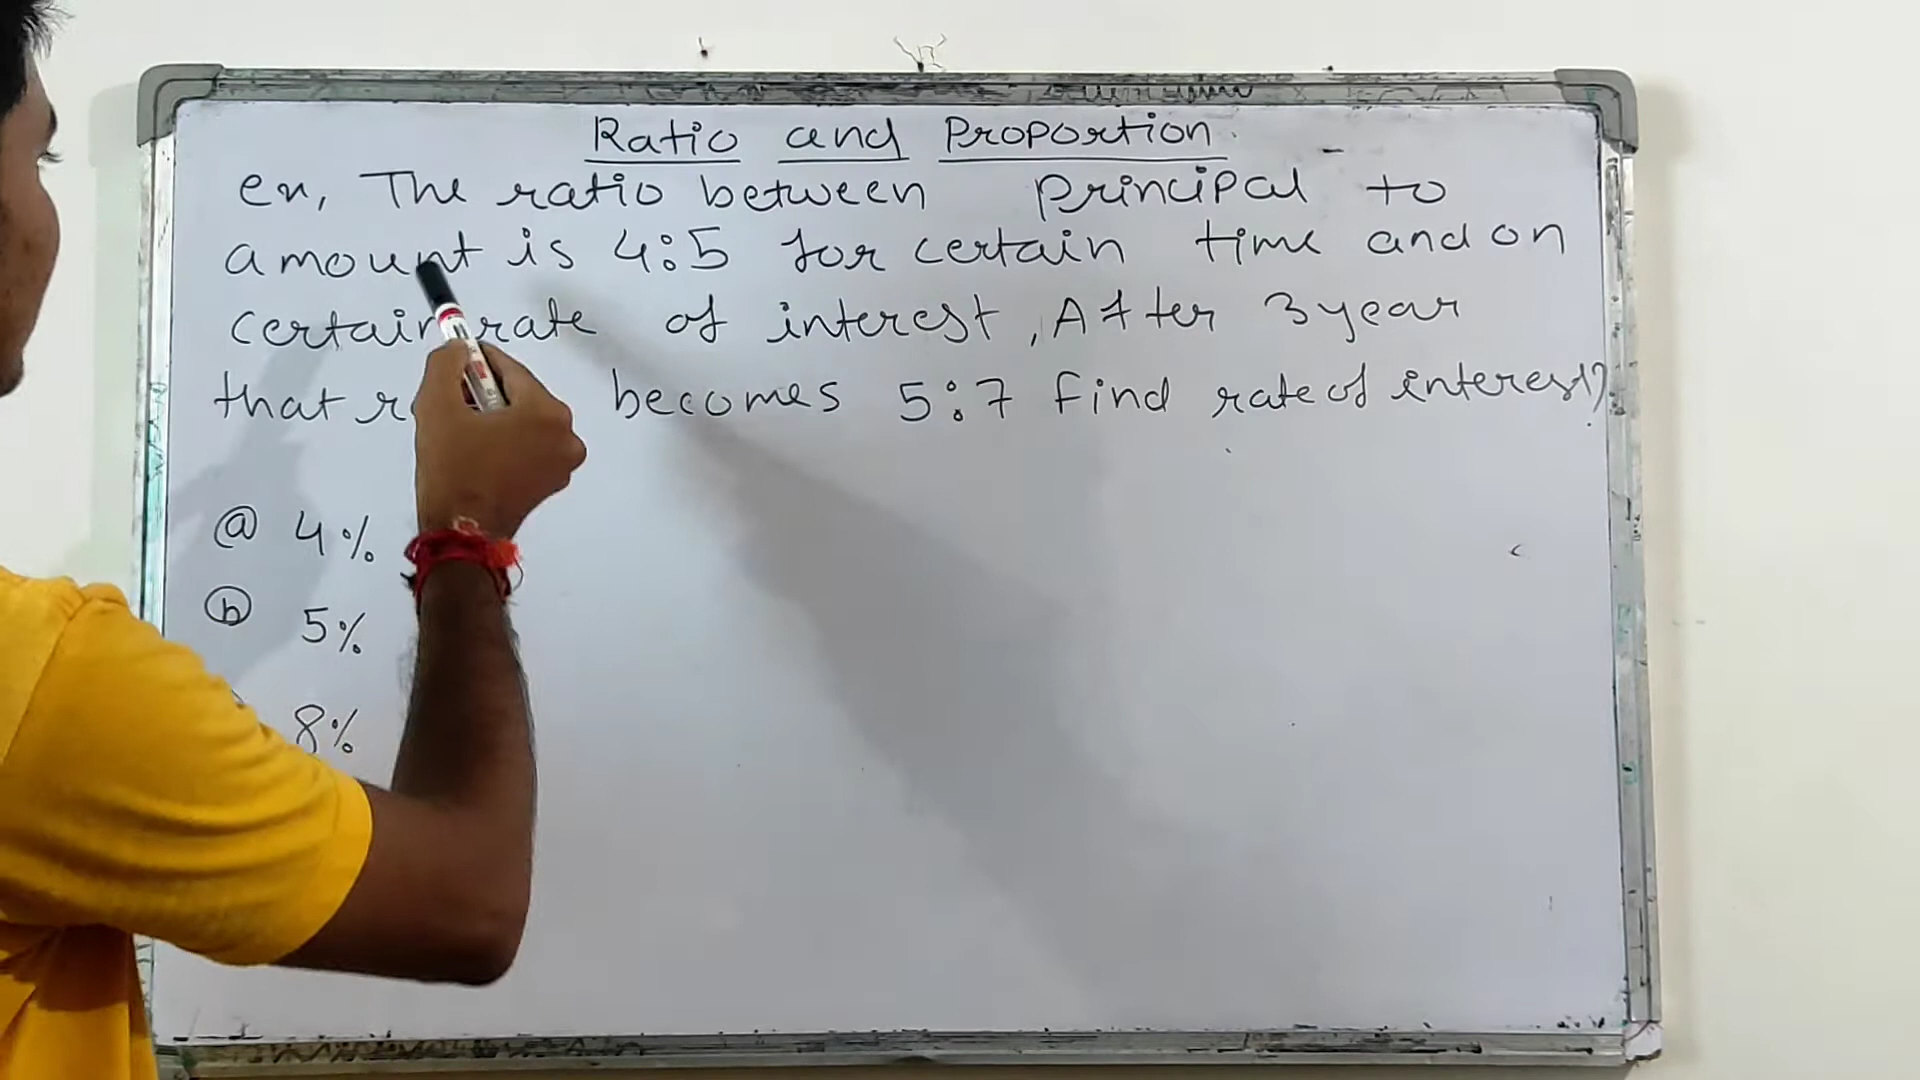 Ratio and Proportion
en, The ratio between principal to
amount is 4:5 for certain time and on
certain rate of interest, After 3 year
that becomes 5:7 find rate of interest?
@ 4%
ⓑ 5%
8%